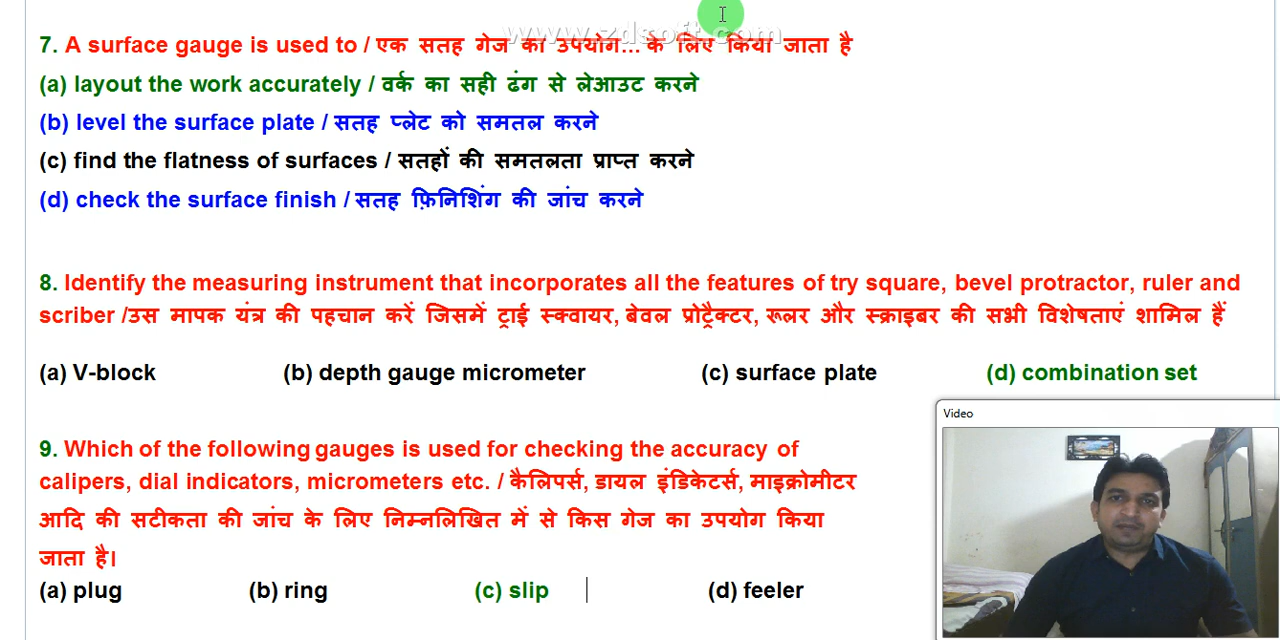 www.zdsoft.com
7. A surface gauge is used to / एक सतह गेज का उपयोग... के लिए किया जाता है
(a) layout the work accurately / वर्क का सही ढंग से लेआउट करने
(b) level the surface plate / सतह प्लेट को समतल करने
(c) find the flatness of surfaces / सतहों की समतलता प्राप्त करने
(d) check the surface finish / सतह फ़िनिशिंग की जांच करने
8. Identify the measuring instrument that incorporates all the features of try square, bevel protractor, ruler and
scriber /उस मापक यंत्र की पहचान करें जिसमें ट्राई स्क्वायर, बेवल प्रोट्रैक्टर, रूलर और स्क्राइबर की सभी विशेषताएं शामिल हैं
(a) V-block (b) depth gauge micrometer (c) surface plate (d) combination set
Video
9. Which of the following gauges is used for checking the accuracy of
calipers, dial indicators, micrometers etc. / कैलिपर्स, डायल इंडिकेटर्स, माइक्रोमीटर
आदि की सटीकता की जांच के लिए निम्नलिखित में से किस गेज का उपयोग किया
जाता है।
(a) plug (b) ring (c) slip (d) feeler